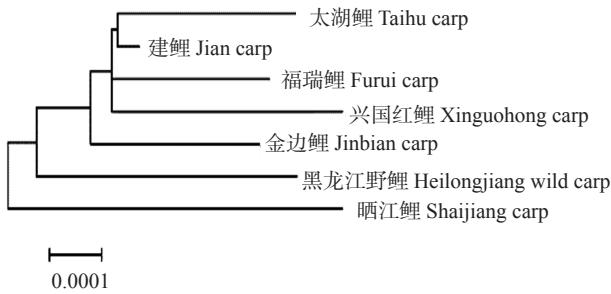 太湖鲤 Taihu carp
建鲤 Jian carp
福瑞鲤 Furui carp
兴国红鲤 Xinguohong carp
金边鲤 Jinbian carp
黑龙江野鲤 Heilongjiang wild carp
晒江鲤 Shaijiang carp
0.0001